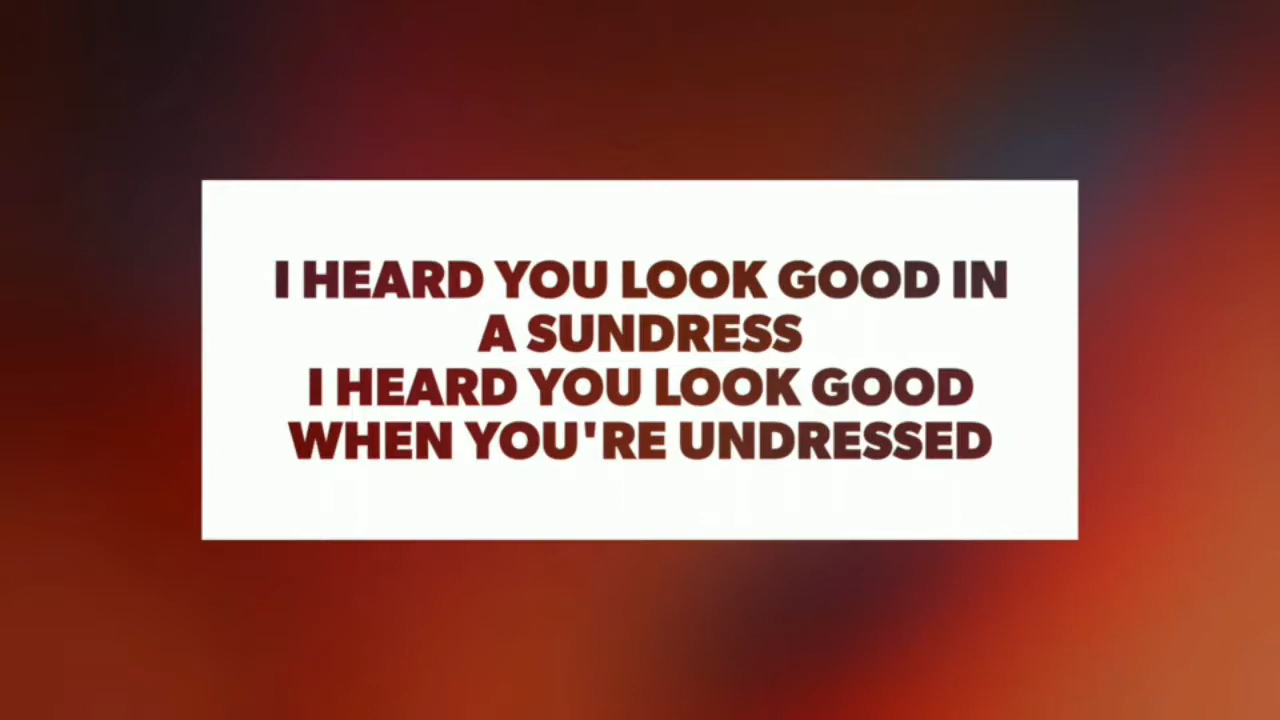 I HEARD YOU LOOK GOOD IN
A SUNDRESS
I HEARD YOU LOOK GOOD
WHEN YOU'RE UNDRESSED